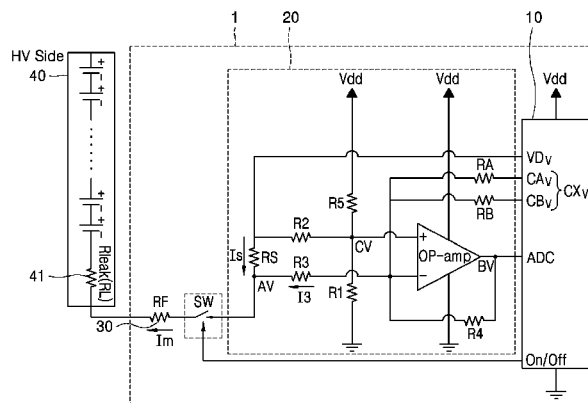 1
20
10
HV Side
40
Vdd
Vdd
Vdd
VDv
RA
CAv
CXv
RB
CBv
R5
R2
Is
RS
CV
+
OP-amp
BV
ADC
R3
−
AV
I3
R1
R4
Rleak(RL)
41
RF
SW
30
Im
On/Off